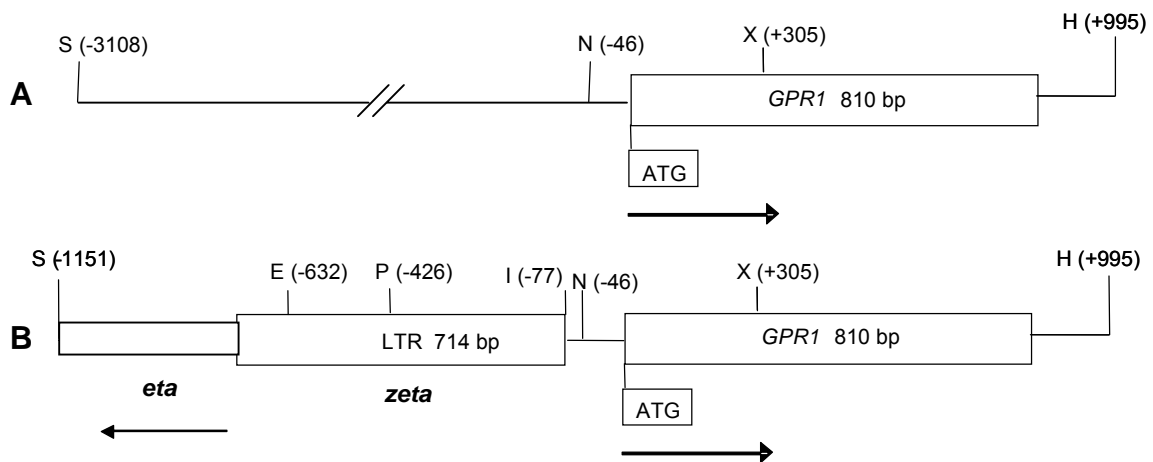 H (+995)
S (-3108)
N (-46)
X (+305)
A
GPR1 810 bp
ATG
S (-1151)
E (-632)
P (-426)
I (-77)
N (-46)
X (+305)
H (+995)
B
LTR 714 bp
GPR1 810 bp
eta
zeta
ATG